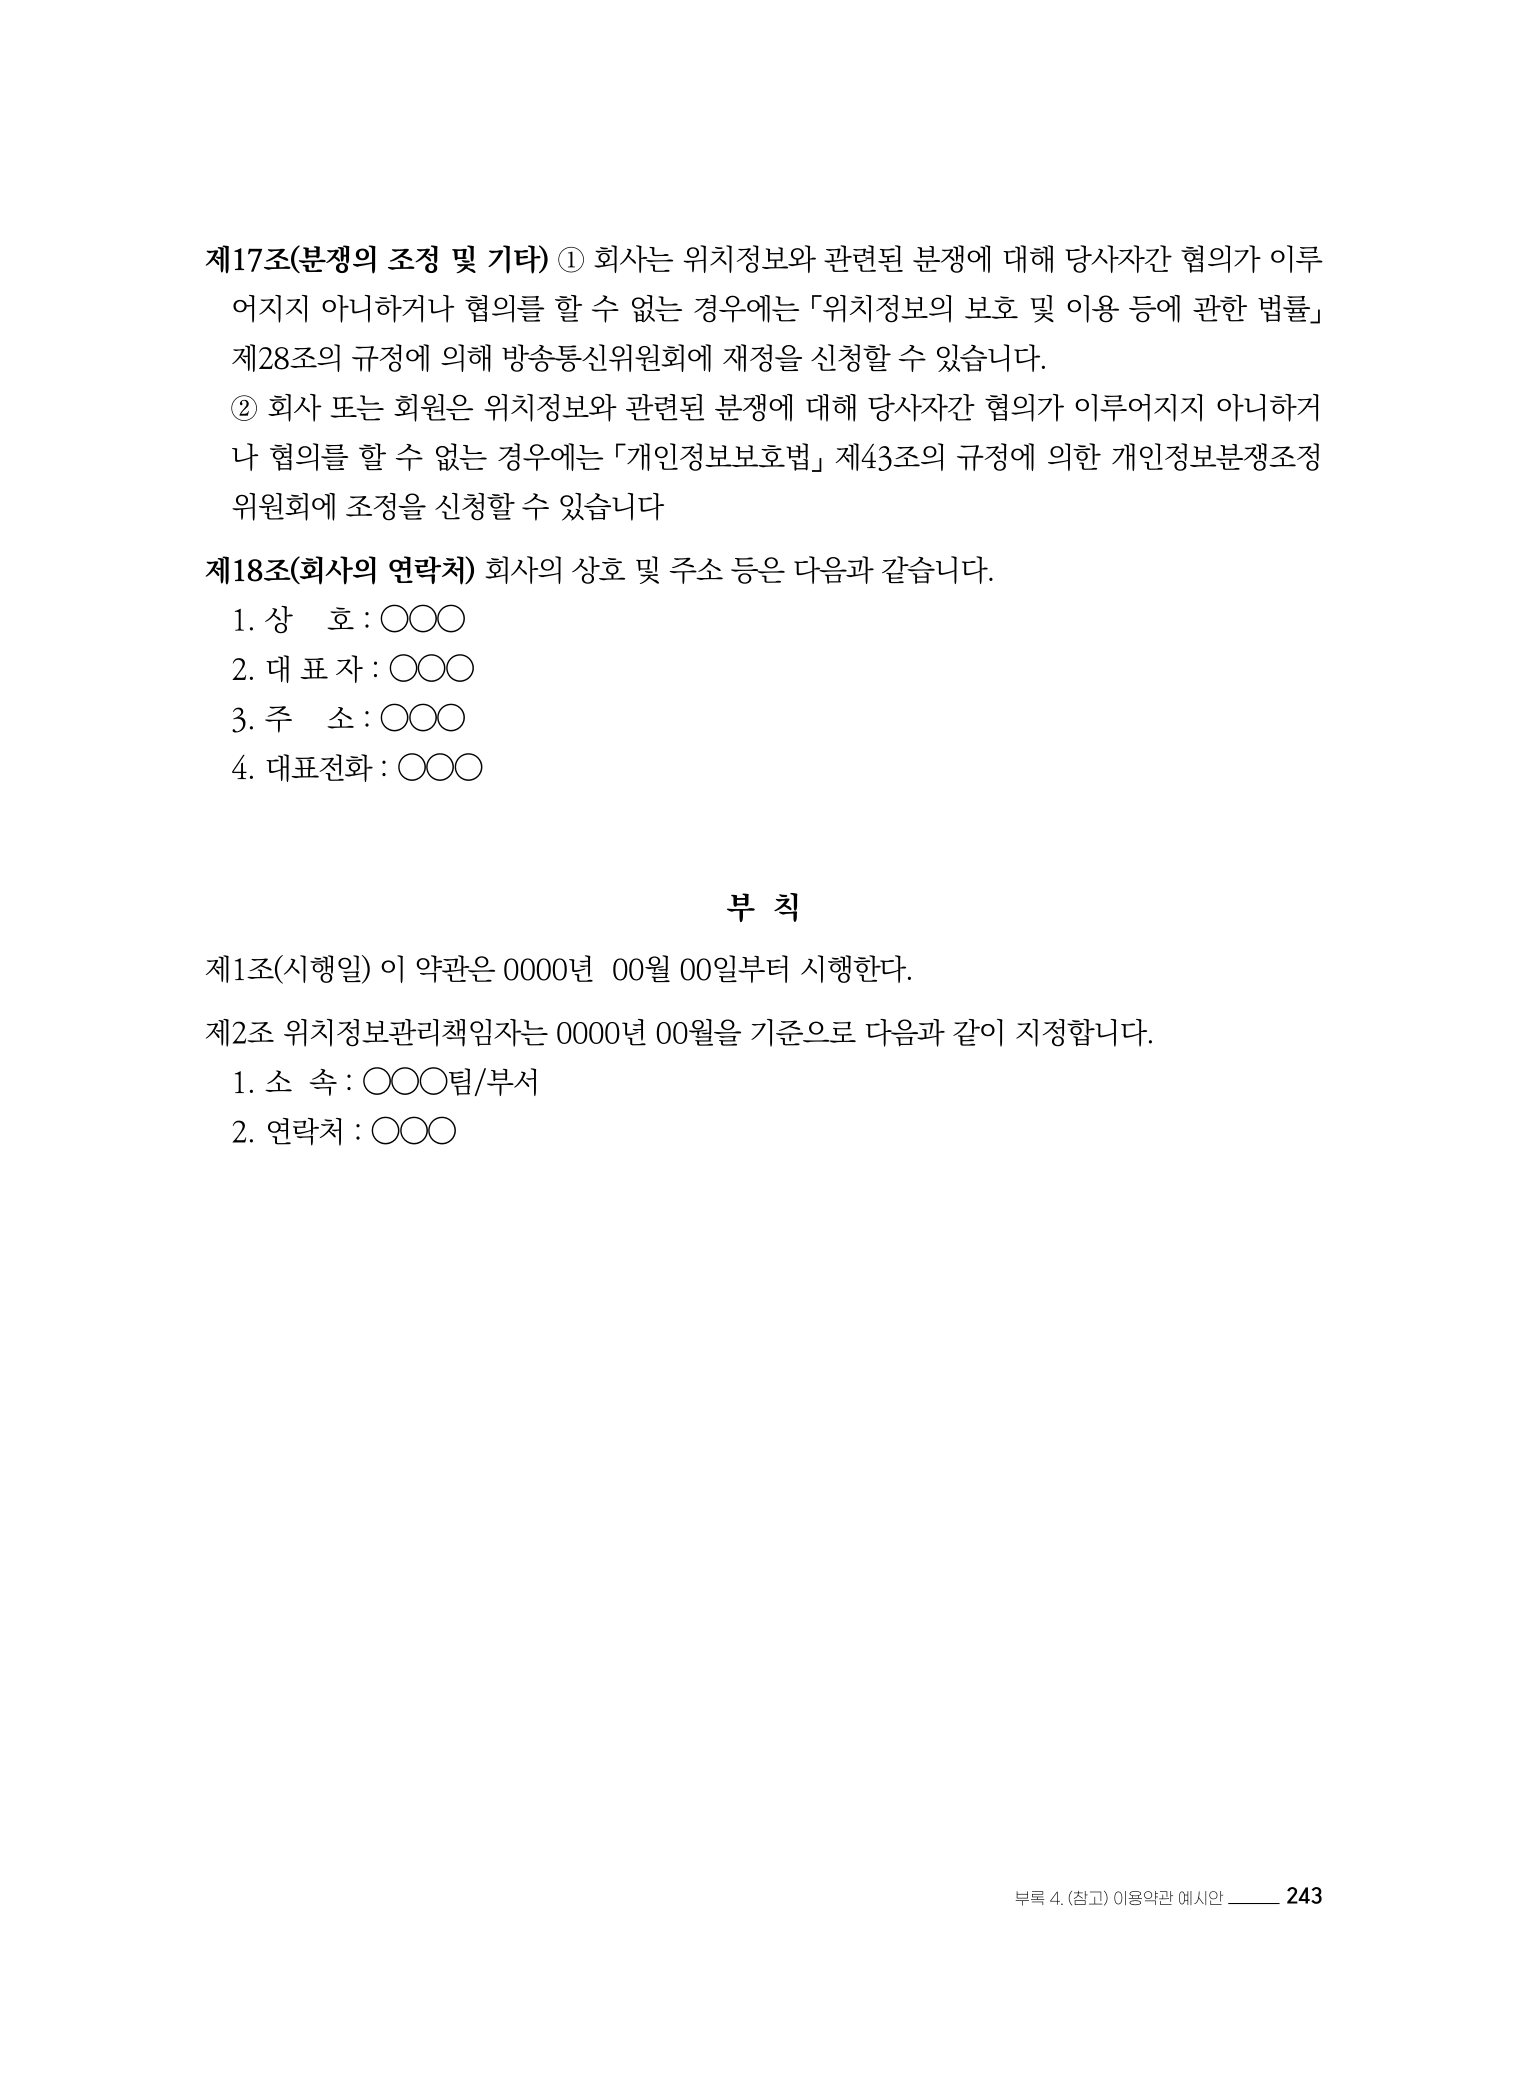 제17조(분쟁의 조정 및 기타) ① 회사는 위치정보와 관련된 분쟁에 대해 당사자간 협의가 이루
어지지 아니하거나 협의를 할 수 없는 경우에는 「위치정보의 보호 및 이용 등에 관한 법률」
제28조의 규정에 의해 방송통신위원회에 재정을 신청할 수 있습니다.
② 회사 또는 회원은 위치정보와 관련된 분쟁에 대해 당사자간 협의가 이루어지지 아니하거
나 협의를 할 수 없는 경우에는 「개인정보보호법」 제43조의 규정에 의한 개인정보분쟁조정
위원회에 조정을 신청할 수 있습니다
제18조(회사의 연락처) 회사의 상호 및 주소 등은 다음과 같습니다.
1. 상 호 : ○○○
2. 대 표 자 : ○○○
3. 주 소 : ○○○
4. 대표전화 : ○○○
부 칙
제1조(시행일) 이 약관은 0000년 00월 00일부터 시행한다.
제2조 위치정보관리책임자는 0000년 00월을 기준으로 다음과 같이 지정합니다.
1. 소 속 : ○○○팀/부서
2. 연락처 : ○○○
부록 4. (참고) 이용약관 예시안 243